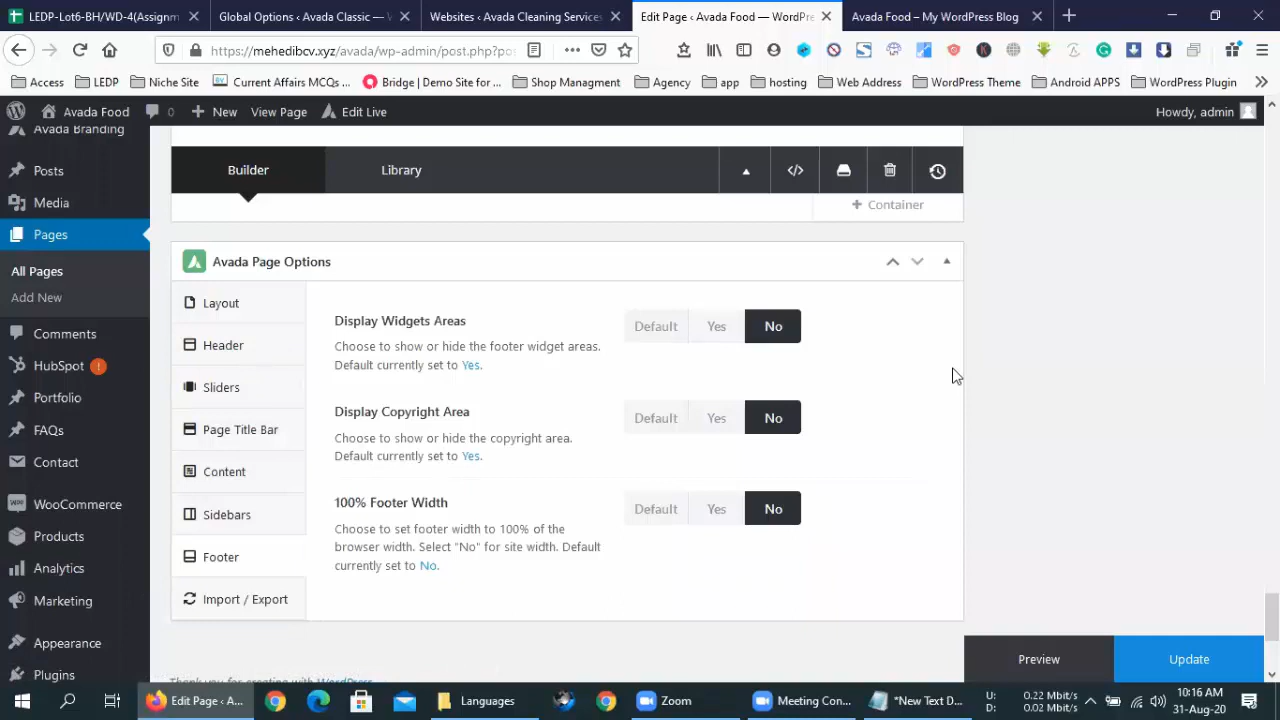 LEDP-Lot6-BH/WD-4(Assignm
Global Options ‹ Avada Classic — W
Websites ‹ Avada Cleaning Services
Edit Page ‹ Avada Food — WordPre
Avada Food – My WordPress Blog
https://mehedibcv.xyz/avada/wp-admin/post.php?pos
Access
LEDP
Niche Site
Current Affairs MCQs ...
Bridge | Demo Site for ...
Shop Managment
Agency
app
hosting
Web Address
WordPress Theme
Android APPS
WordPress Plugin
Avada Food
0
New
View Page
Edit Live
Howdy, admin
Avada Branding
Posts
Media
Pages
All Pages
Add New
Comments
HubSpot !
Portfolio
FAQs
Contact
WooCommerce
Products
Analytics
Marketing
Appearance
Plugins
Builder
Library
</>
+ Container
Avada Page Options
Layout
Header
Sliders
Page Title Bar
Content
Sidebars
Footer
Import / Export
Display Widgets Areas
Choose to show or hide the footer widget areas.
Default currently set to Yes.
Default Yes No
Display Copyright Area
Choose to show or hide the copyright area.
Default currently set to Yes.
Default Yes No
100% Footer Width
Choose to set footer width to 100% of the
browser width. Select "No" for site width. Default
currently set to No.
Default Yes No
Thank you for creating with WordPress.
Preview
Update
Edit Page ‹ A...
Languages
Zoom
Meeting Con...
*New Text D...
U: 0.22 Mbit/s
D: 0.02 Mbit/s
10:16 AM
31-Aug-20